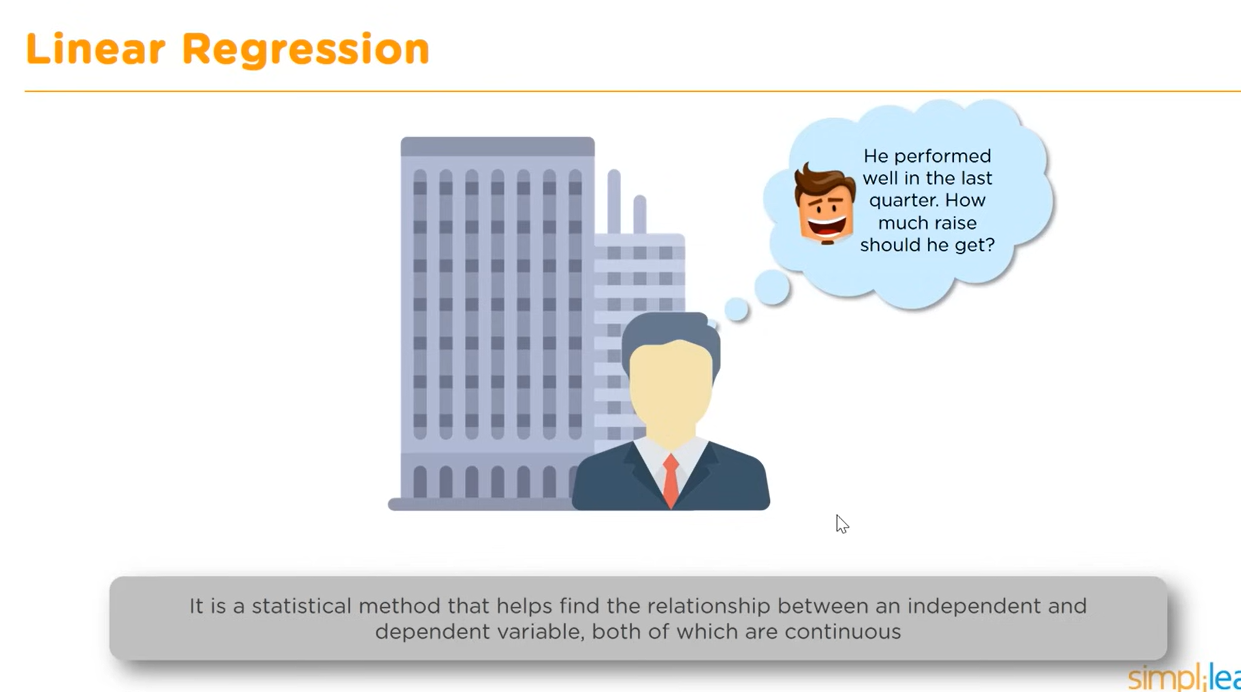 Linear Regression
He performed
well in the last
quarter. How
much raise
should he get?
It is a statistical method that helps find the relationship between an independent and
dependent variable, both of which are continuous
simplilea